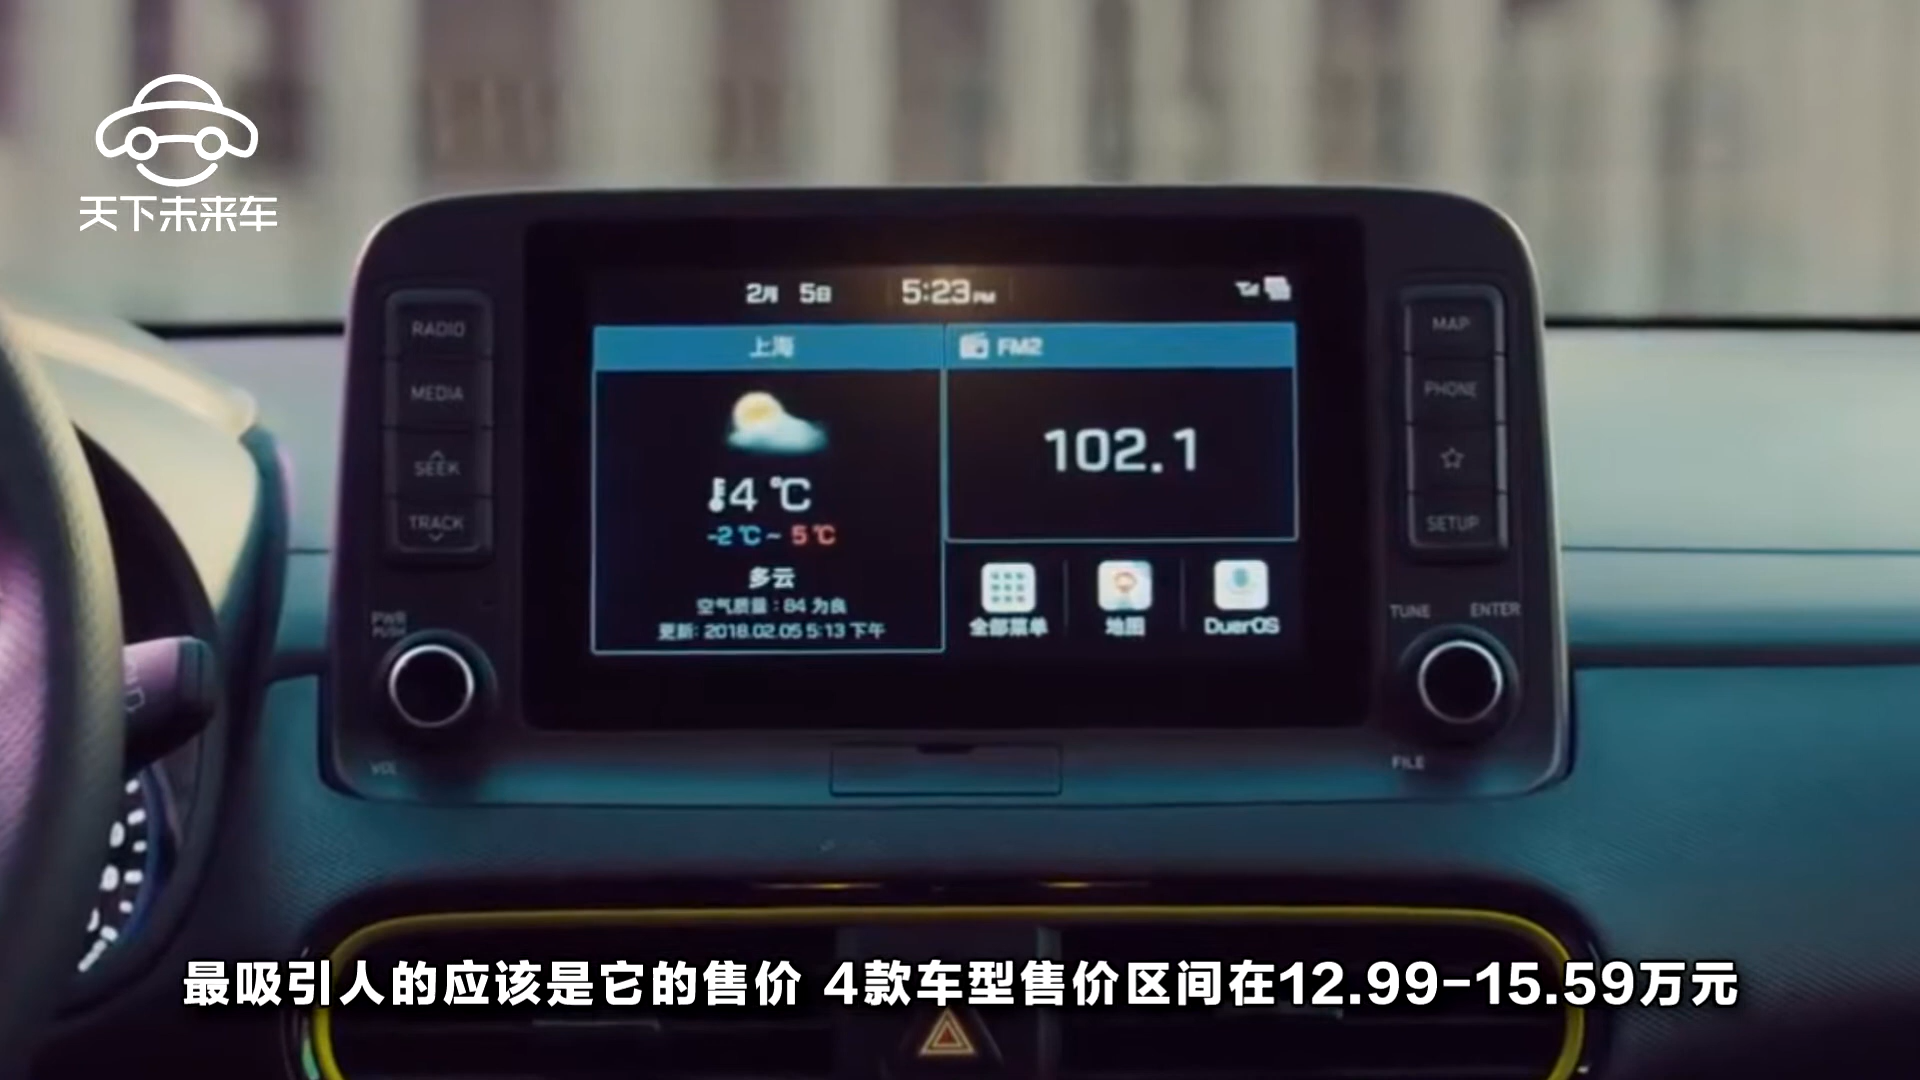 天下未来车
2月 5日 5:23PM
RADIO
MEDIA
SEEK
TRACK
PWR
PUSH
VOL
上海
4℃
-2℃~ 5℃
多云
空气质量：84 为良
更新: 2018.02.05 5:13 下午
FM2
102.1
全部菜单
地图
DuerOS
MAP
PHONE
SETUP
TUNE ENTER
FILE
最吸引人的应该是它的售价 4款车型售价区间在12.99-15.59万元